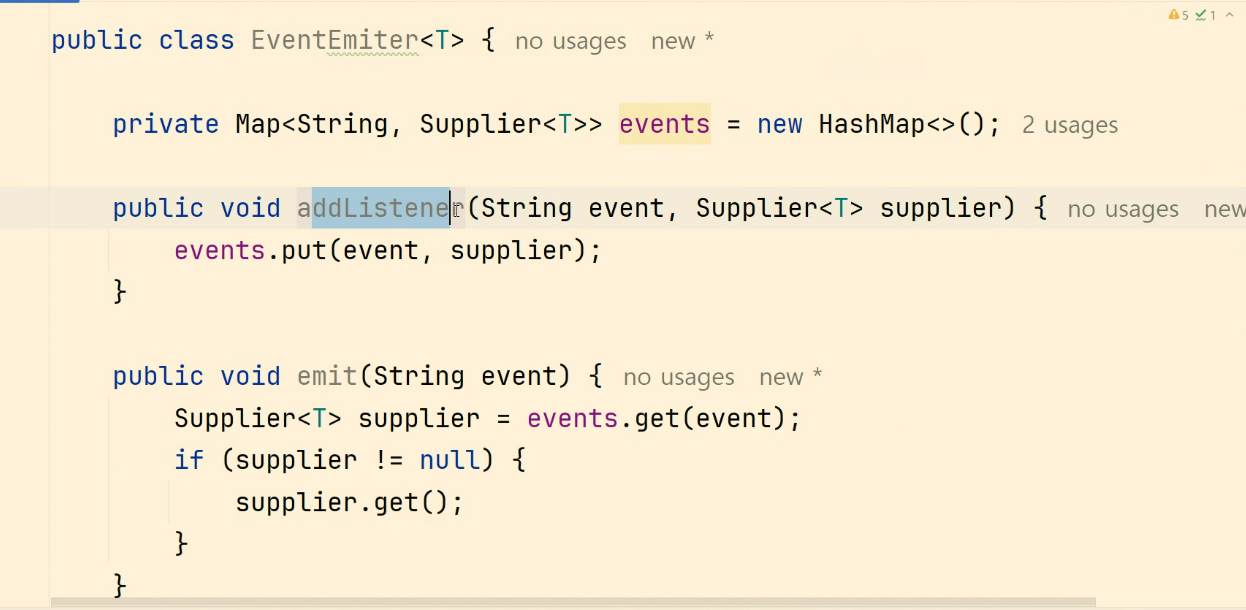 5 1
public class EventEmiter<T> { no usages new *
private Map<String, Supplier<T>> events = new HashMap<>(); 2 usages
public void addListener(String event, Supplier<T> supplier) { no usages new
events.put(event, supplier);
}
public void emit(String event) { no usages new *
Supplier<T> supplier = events.get(event);
if (supplier != null) {
supplier.get();
}
}